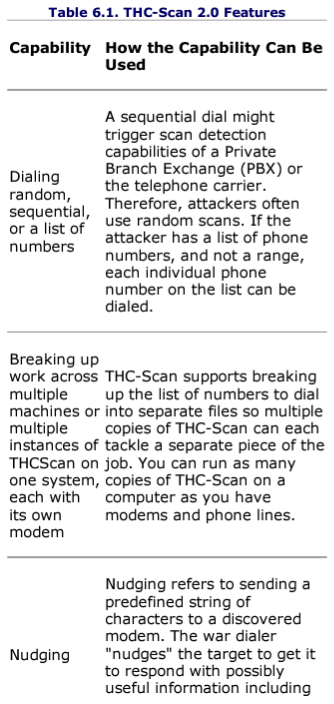 Table 6.1. THC-Scan 2.0 Features
Capability How the Capability Can Be
Used
Dialing
random,
sequential,
or a list of
numbers
A sequential dial might
trigger scan detection
capabilities of a Private
Branch Exchange (PBX) or
the telephone carrier.
Therefore, attackers often
use random scans. If the
attacker has a list of phone
numbers, and not a range,
each individual phone
number on the list can be
dialed.
Breaking up
work across
multiple
machines or
multiple
instances of
THCScan on
one system,
each with
its own
modem
THC-Scan supports breaking
up the list of numbers to dial
into separate files so multiple
copies of THC-Scan can each
tackle a separate piece of the
job. You can run as many
copies of THC-Scan on a
computer as you have
modems and phone lines.
Nudging
Nudging refers to sending a
predefined string of
characters to a discovered
modem. The war dialer
"nudges" the target to get it
to respond with possibly
useful information including